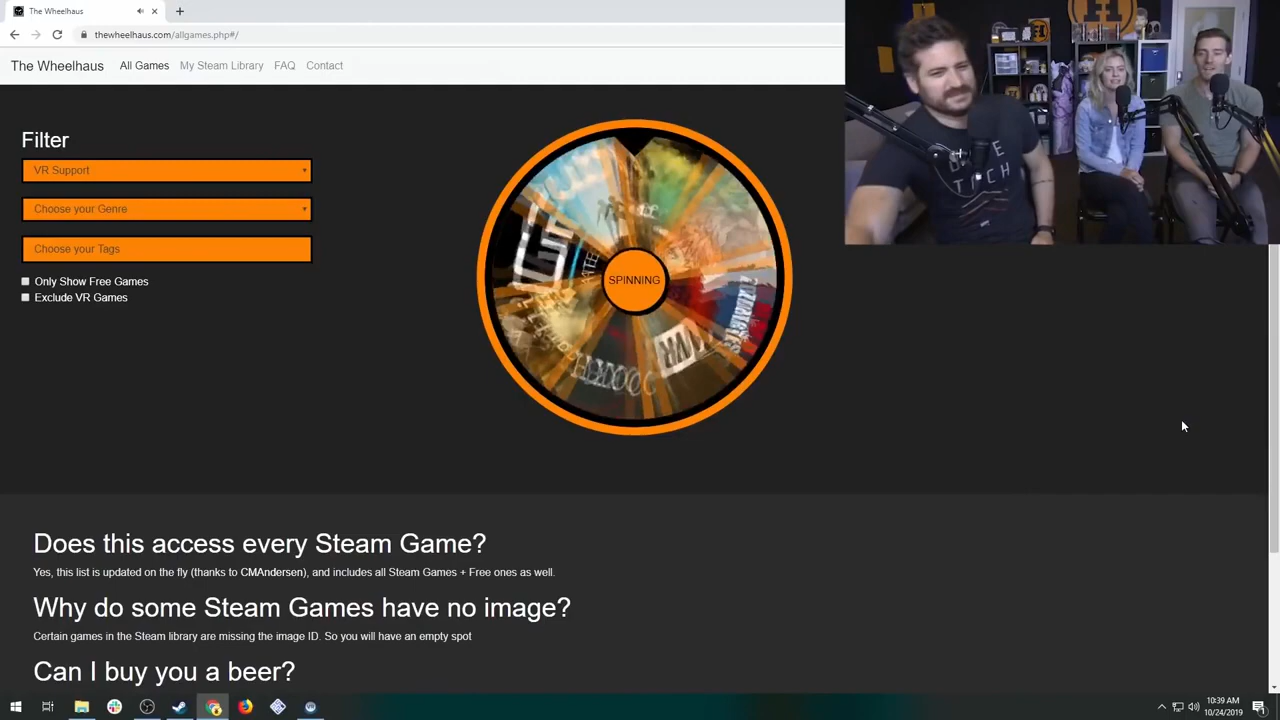 The Wheelhaus
thewheelhaus.com/allgames.php#/
The Wheelhaus
All Games
My Steam Library
FAQ
Contact
Filter
VR Support
Choose your Genre
Choose your Tags
Only Show Free Games
Exclude VR Games
SPINNING
VR
Does this access every Steam Game?
Yes, this list is updated on the fly (thanks to CMAndersen), and includes all Steam Games + Free ones as well.
Why do some Steam Games have no image?
Certain games in the Steam library are missing the image ID. So you will have an empty spot
Can I buy you a beer?
10:39 AM
10/24/2019